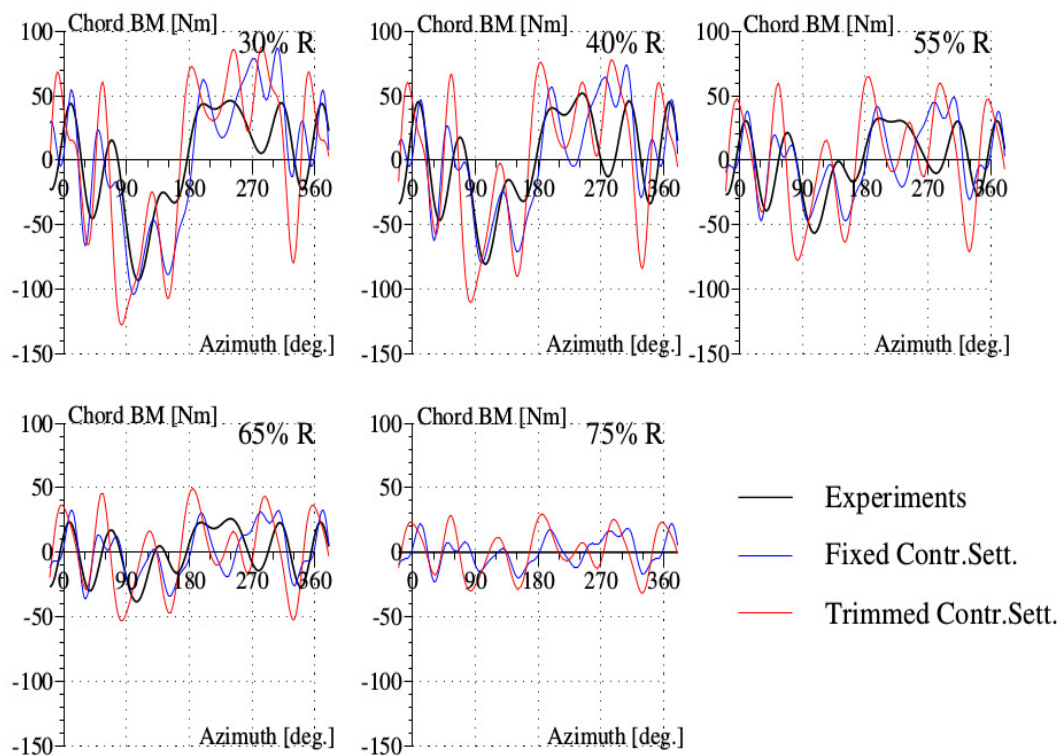 Chord BM [Nm]
30% R
100
50
0
-50
-100
-150
0 90 180 270 360
Azimuth [deg.]
Chord BM [Nm]
40% R
100
50
0
-50
-100
-150
0 90 180 270 360
Azimuth [deg.]
Chord BM [Nm]
55% R
100
50
0
-50
-100
-150
0 90 180 270 360
Azimuth [deg.]
Chord BM [Nm]
65% R
100
50
0
-50
-100
-150
0 90 180 270 360
Azimuth [deg.]
Chord BM [Nm]
75% R
100
50
0
-50
-100
-150
0 90 180 270 360
Azimuth [deg.]
Experiments
Fixed Contr.Sett.
Trimmed Contr.Sett.